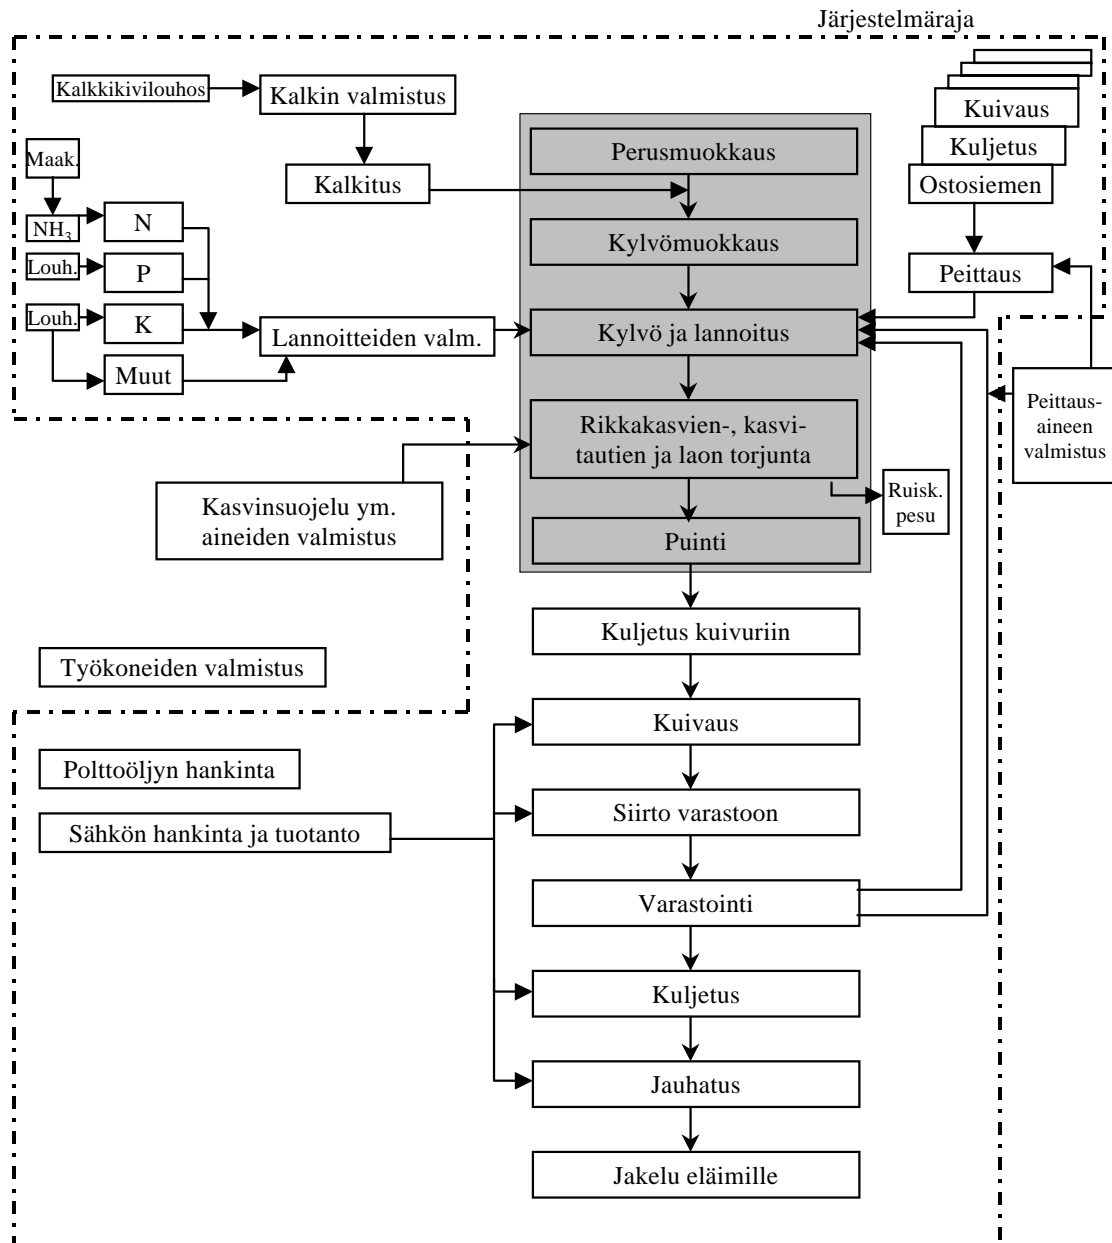 Järjestelmäraja
Kalkkikivilouhos
Kalkin valmistus
Kalkitus
Maak.
NH3
N
Louh.
P
Louh.
K
Muut
Lannoitteiden valm.
Perusmuokkaus
Kylvömuokkaus
Kylvö ja lannoitus
Rikkakasvien-, kasvi-
tautien ja laon torjunta
Puinti
Kuivaus
Kuljetus
Ostosiemen
Peittaus
Peittaus-
aineen
valmistus
Ruisk.
pesu
Kasvinsuojelu ym.
aineiden valmistus
Kuljetus kuivuriin
Työkoneiden valmistus
Kuivaus
Polttoöljyn hankinta
Siirto varastoon
Sähkön hankinta ja tuotanto
Varastointi
Kuljetus
Jauhatus
Jakelu eläimille